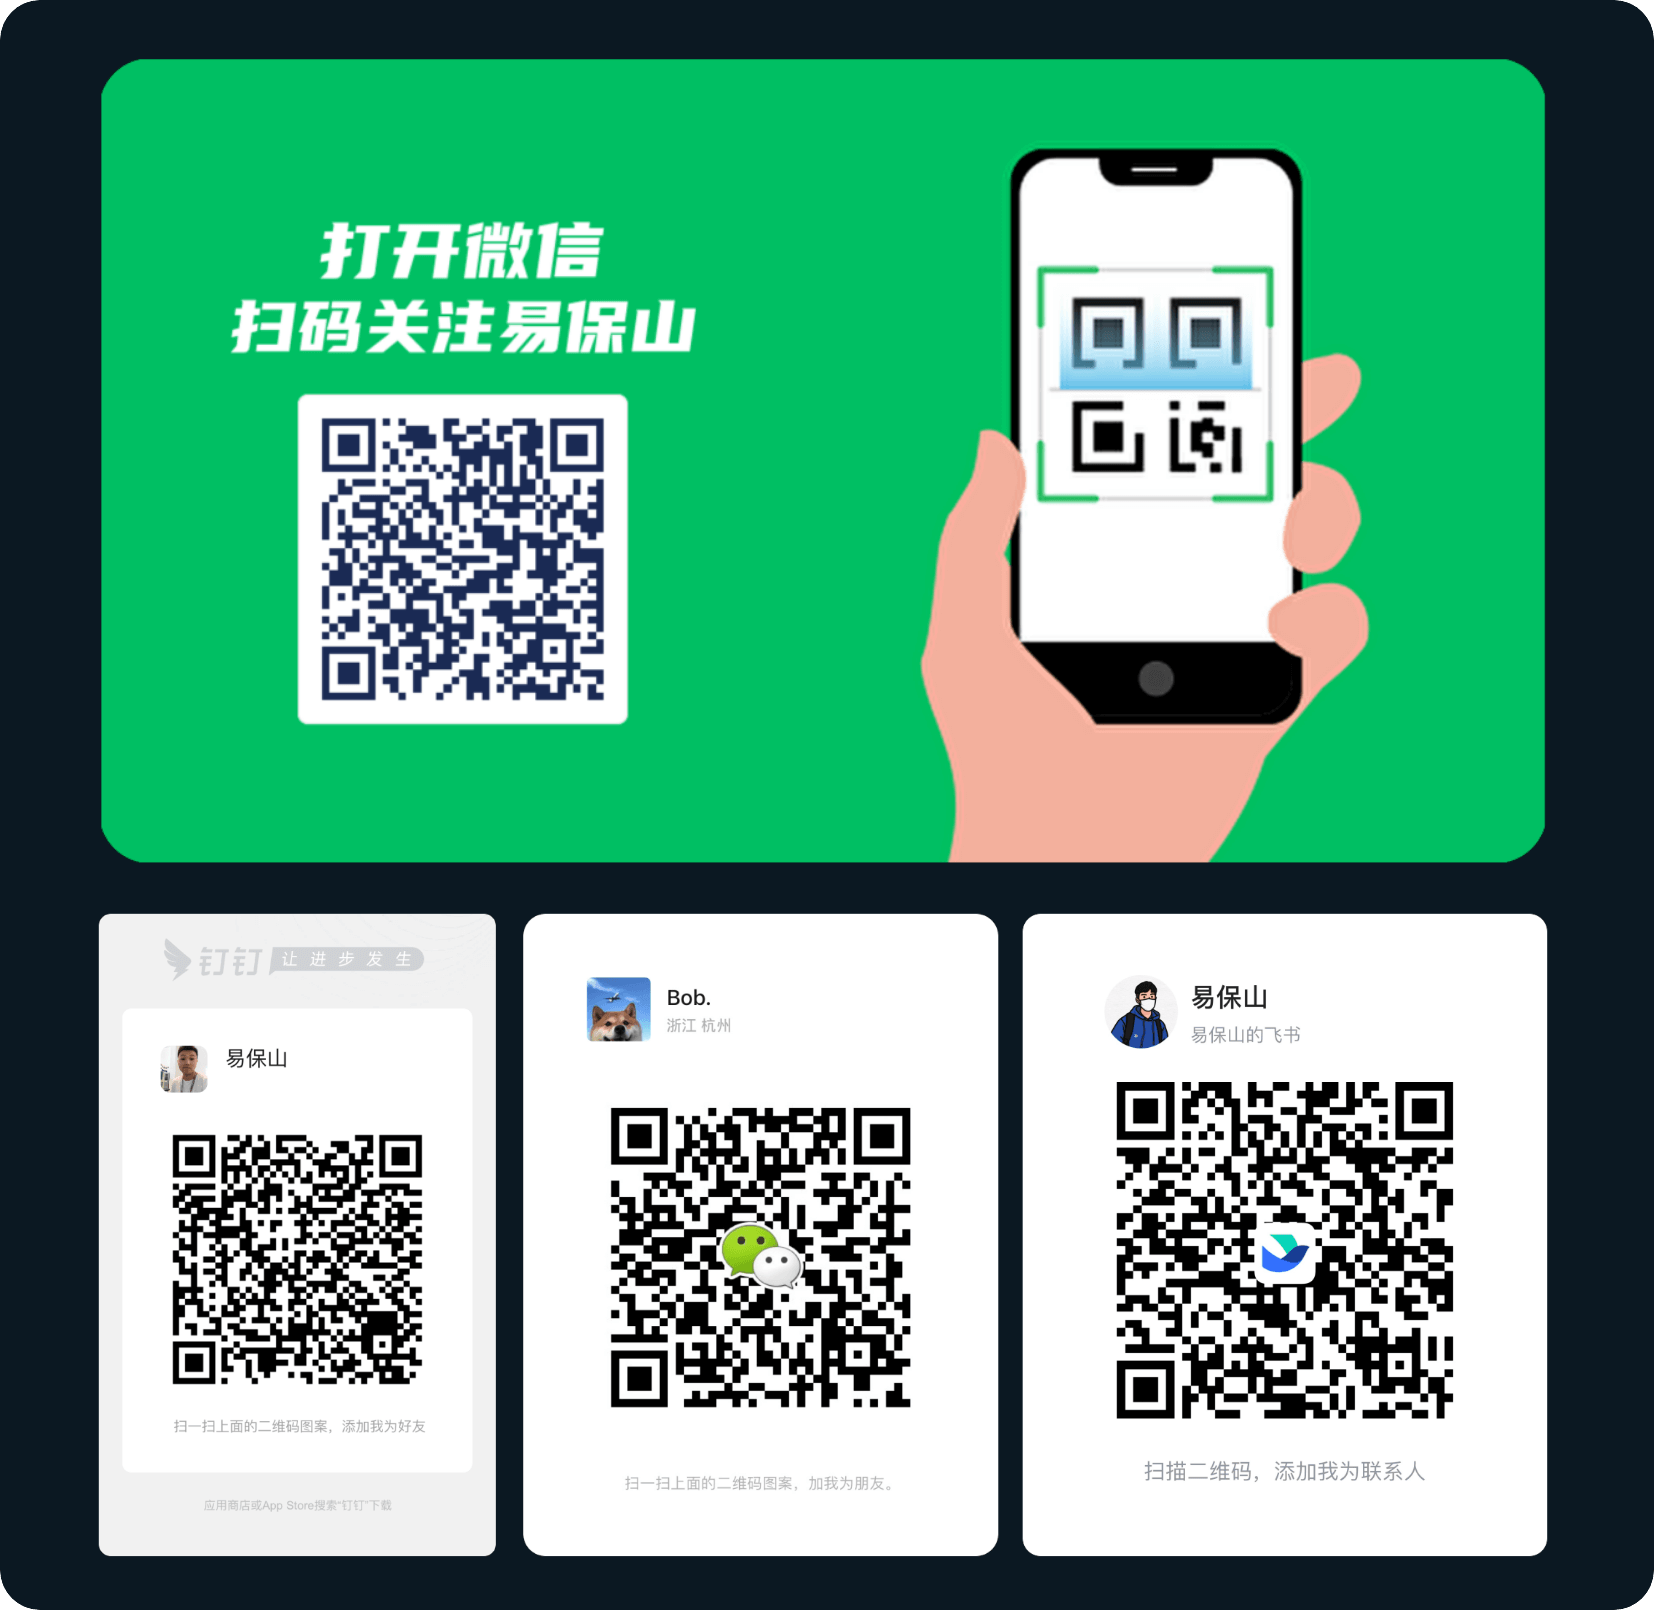 打开微信
扫码关注易保山
钉钉 让进步发生
易保山
扫一扫上面的二维码图案，添加我为好友
应用商店或App Store搜索“钉钉”下载
Bob.
浙江 杭州
扫一扫上面的二维码图案，加我为朋友。
易保山
易保山的飞书
扫描二维码，添加我为联系人